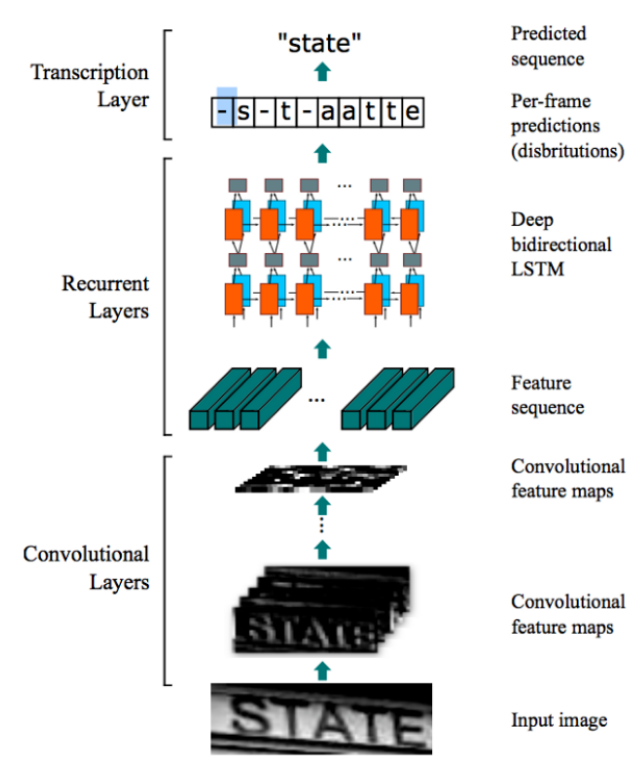 "state"
Predicted
sequence
Transcription
Layer
-s-t-aatte
Per-frame
predictions
(disbritutions)
...
...
Deep
bidirectional
LSTM
...
...
Recurrent
Layers
...
Feature
sequence
Convolutional
feature maps
Convolutional
Layers
STATE
Convolutional
feature maps
STATE
Input image